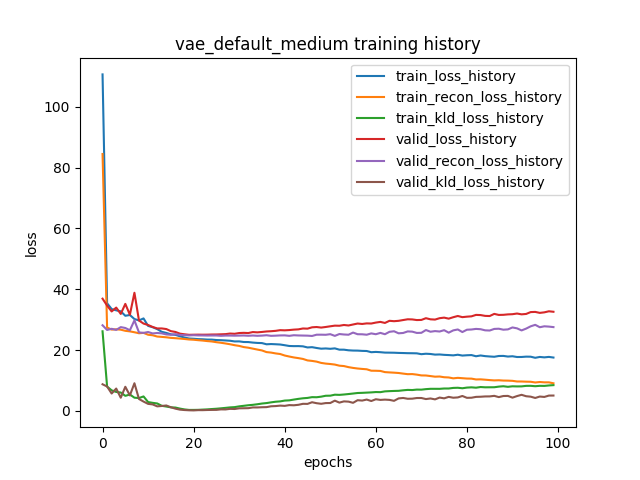 vae_default_medium training history
train_loss_history
train_recon_loss_history
train_kld_loss_history
valid_loss_history
valid_recon_loss_history
valid_kld_loss_history
loss
100
80
60
40
20
0
0 20 40 60 80 100
epochs